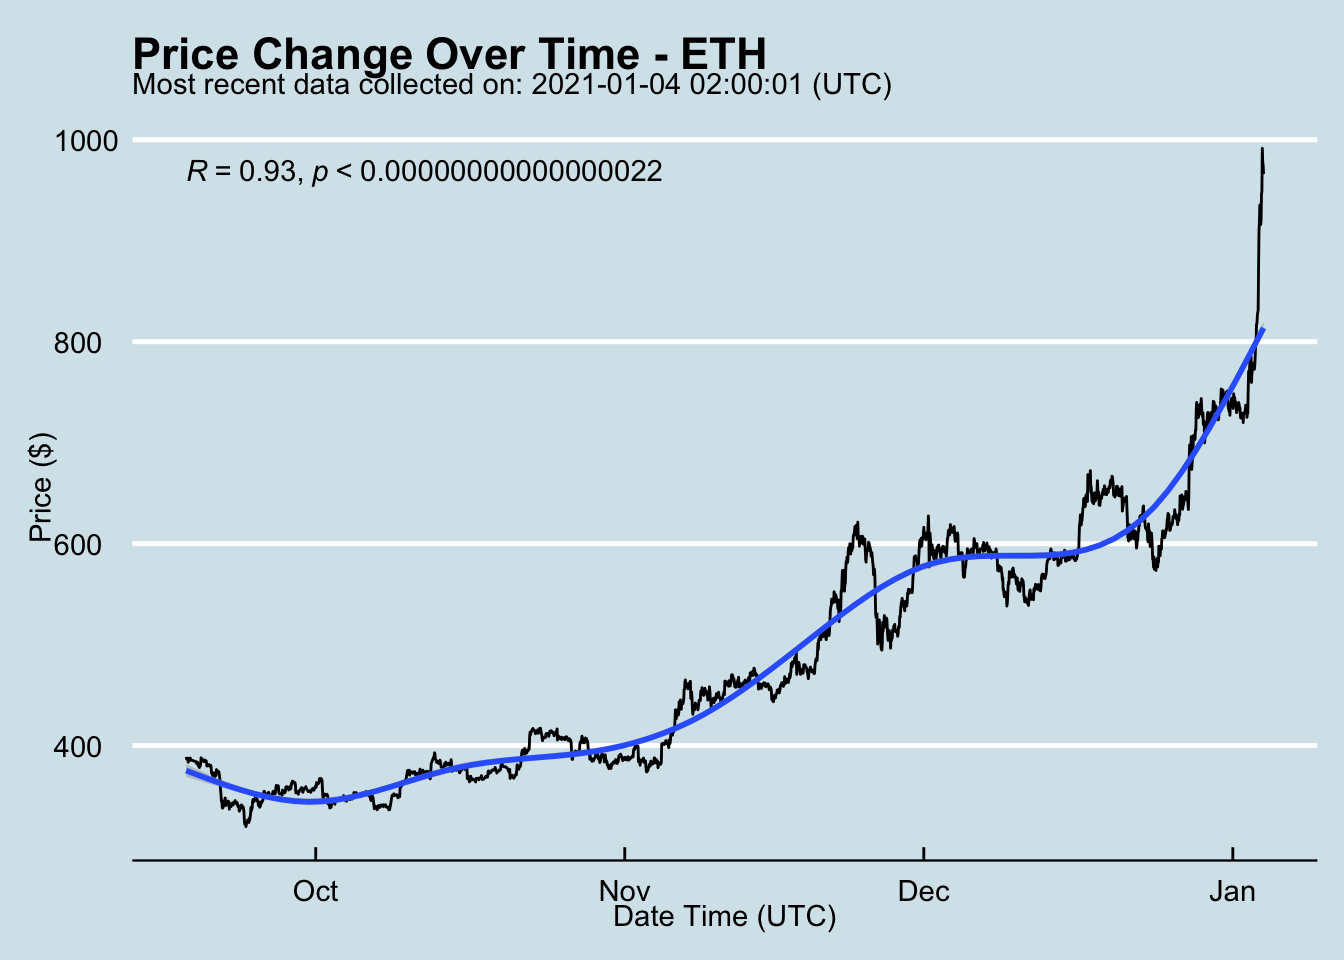 Price Change Over Time - ETH
Most recent data collected on: 2021-01-04 02:00:01 (UTC)
1000
R = 0.93, p < 0.00000000000000022
800
600
400
Price ($)
Oct Nov Dec Jan
Date Time (UTC)